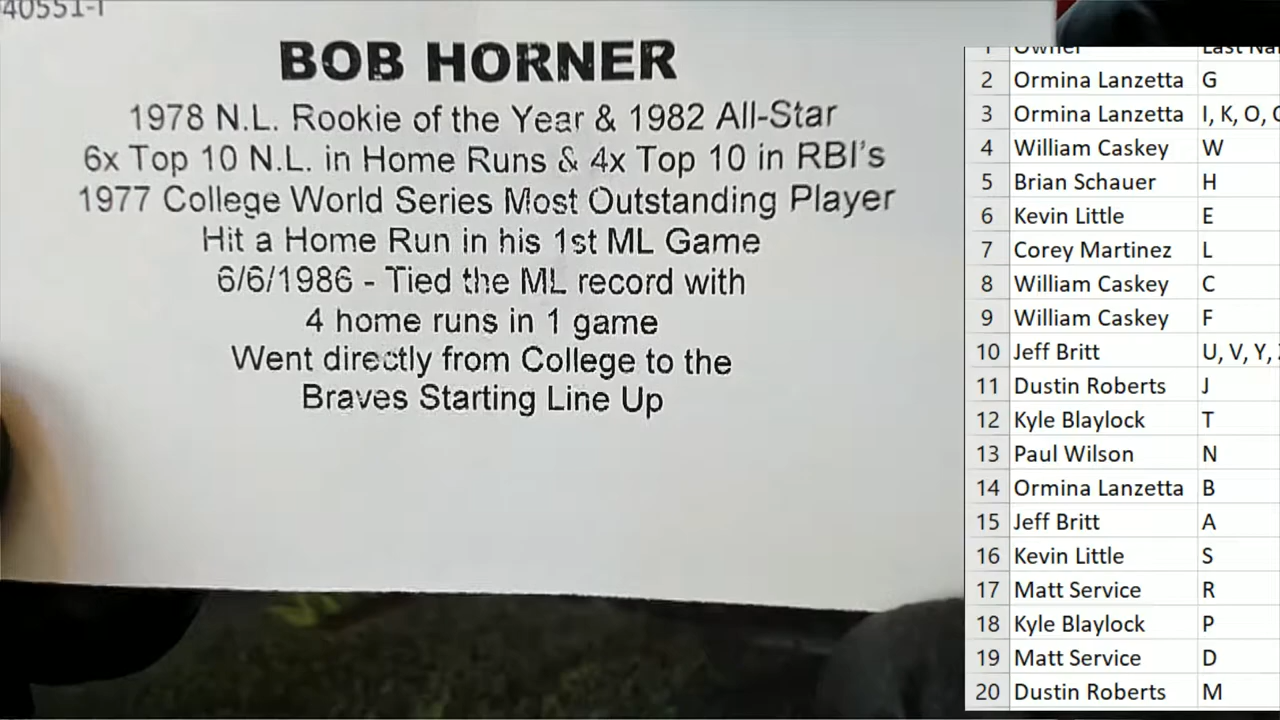 40551-1
BOB HORNER
1978 N.L. Rookie of the Year & 1982 All-Star
6x Top 10 N.L. in Home Runs & 4x Top 10 in RBI's
1977 College World Series Most Outstanding Player
Hit a Home Run in his 1st ML Game
6/6/1986 - Tied the ML record with
4 home runs in 1 game
Went directly from College to the
Braves Starting Line Up
1 Owner Last Na
2 Ormina Lanzetta G
3 Ormina Lanzetta I, K, O,
4 William Caskey W
5 Brian Schauer H
6 Kevin Little E
7 Corey Martinez L
8 William Caskey C
9 William Caskey F
10 Jeff Britt U, V, Y,
11 Dustin Roberts J
12 Kyle Blaylock T
13 Paul Wilson N
14 Ormina Lanzetta B
15 Jeff Britt A
16 Kevin Little S
17 Matt Service R
18 Kyle Blaylock P
19 Matt Service D
20 Dustin Roberts M